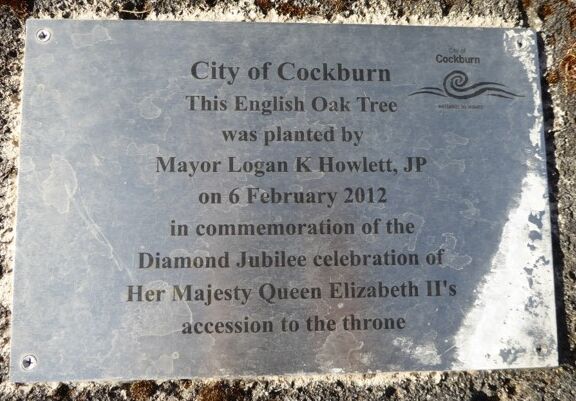 City of
Cockburn
City of Cockburn
This English Oak Tree
was planted by
Mayor Logan K Howlett, JP
on 6 February 2012
in commemoration of the
Diamond Jubilee celebration of
Her Majesty Queen Elizabeth II's
accession to the throne